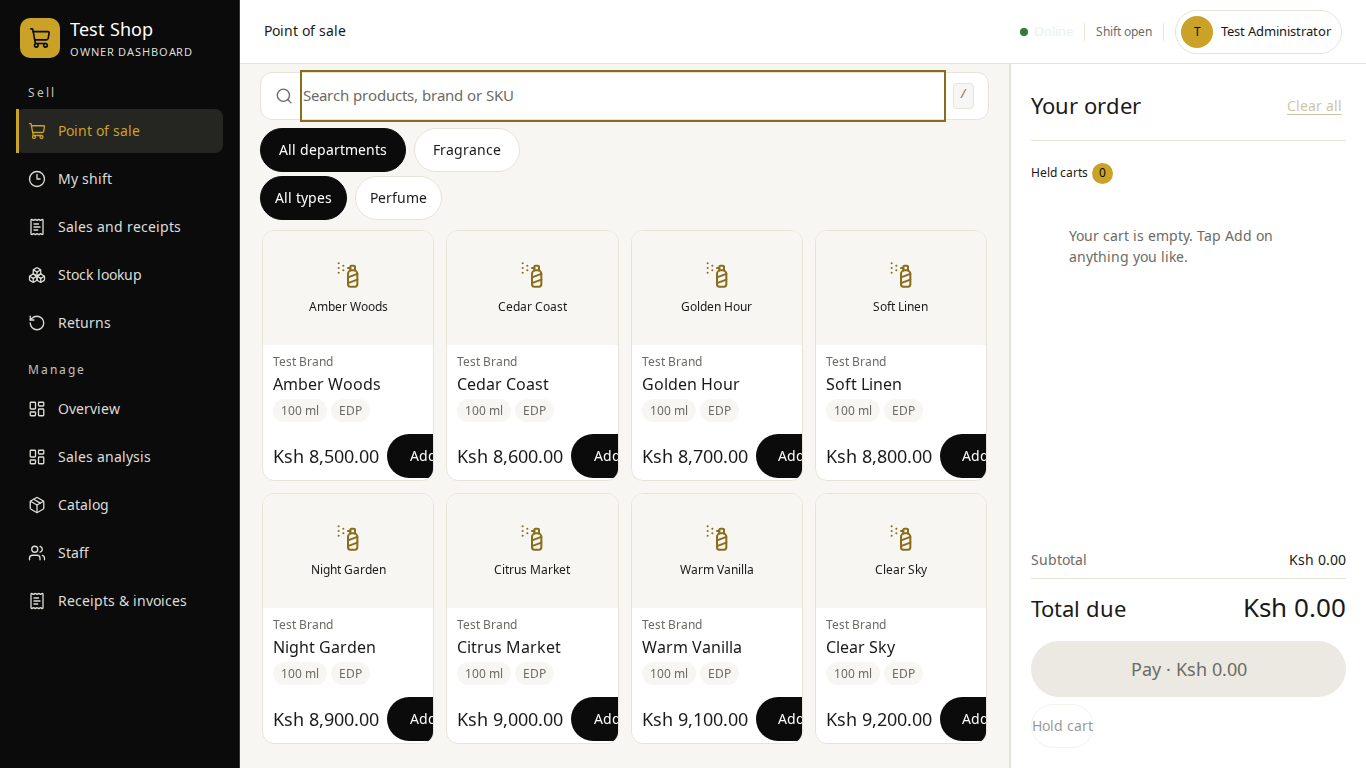 Test Shop
OWNER DASHBOARD
Sell
Point of sale
My shift
Sales and receipts
Stock lookup
Returns
Manage
Overview
Sales analysis
Catalog
Staff
Receipts & invoices
Point of sale
Online
Shift open
T
Test Administrator
Search products, brand or SKU
/
All departments
Fragrance
All types
Perfume
Amber Woods
Test Brand
Amber Woods
100 ml
EDP
Ksh 8,500.00
Add
Cedar Coast
Test Brand
Cedar Coast
100 ml
EDP
Ksh 8,600.00
Add
Golden Hour
Test Brand
Golden Hour
100 ml
EDP
Ksh 8,700.00
Add
Soft Linen
Test Brand
Soft Linen
100 ml
EDP
Ksh 8,800.00
Add
Night Garden
Test Brand
Night Garden
100 ml
EDP
Ksh 8,900.00
Add
Citrus Market
Test Brand
Citrus Market
100 ml
EDP
Ksh 9,000.00
Add
Warm Vanilla
Test Brand
Warm Vanilla
100 ml
EDP
Ksh 9,100.00
Add
Clear Sky
Test Brand
Clear Sky
100 ml
EDP
Ksh 9,200.00
Add
Your order
Clear all
Held carts 0
Your cart is empty. Tap Add on
anything you like.
Subtotal
Ksh 0.00
Total due
Ksh 0.00
Pay · Ksh 0.00
Hold cart